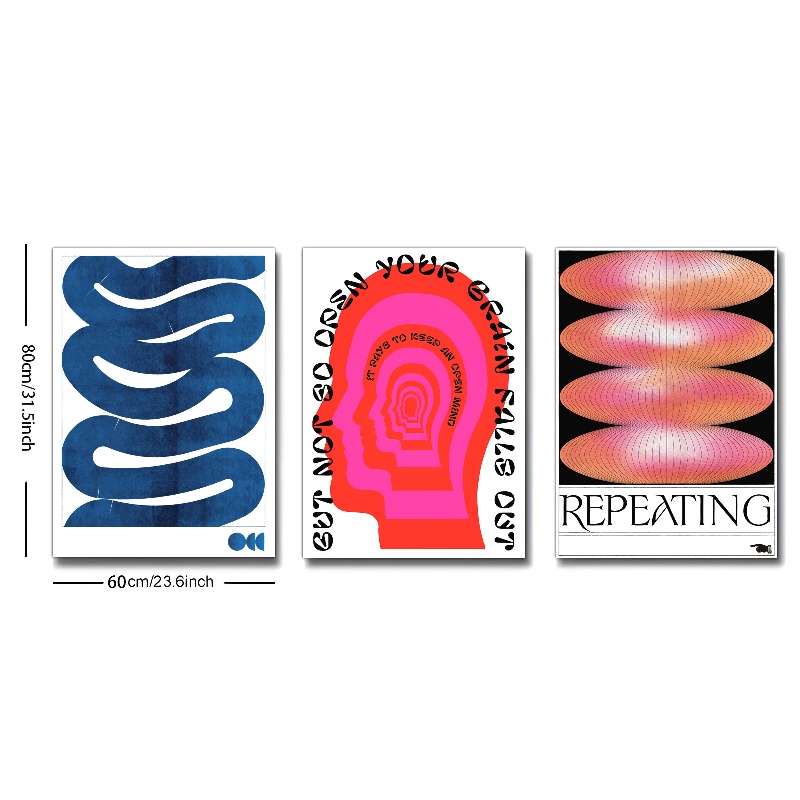 80cm/31.5inch
60cm/23.6inch
BUT NOT SO OPEN YOUR BRAIN FALLS OUT
IT PAYS TO KEEP AN OPEN MIND
REPEATING